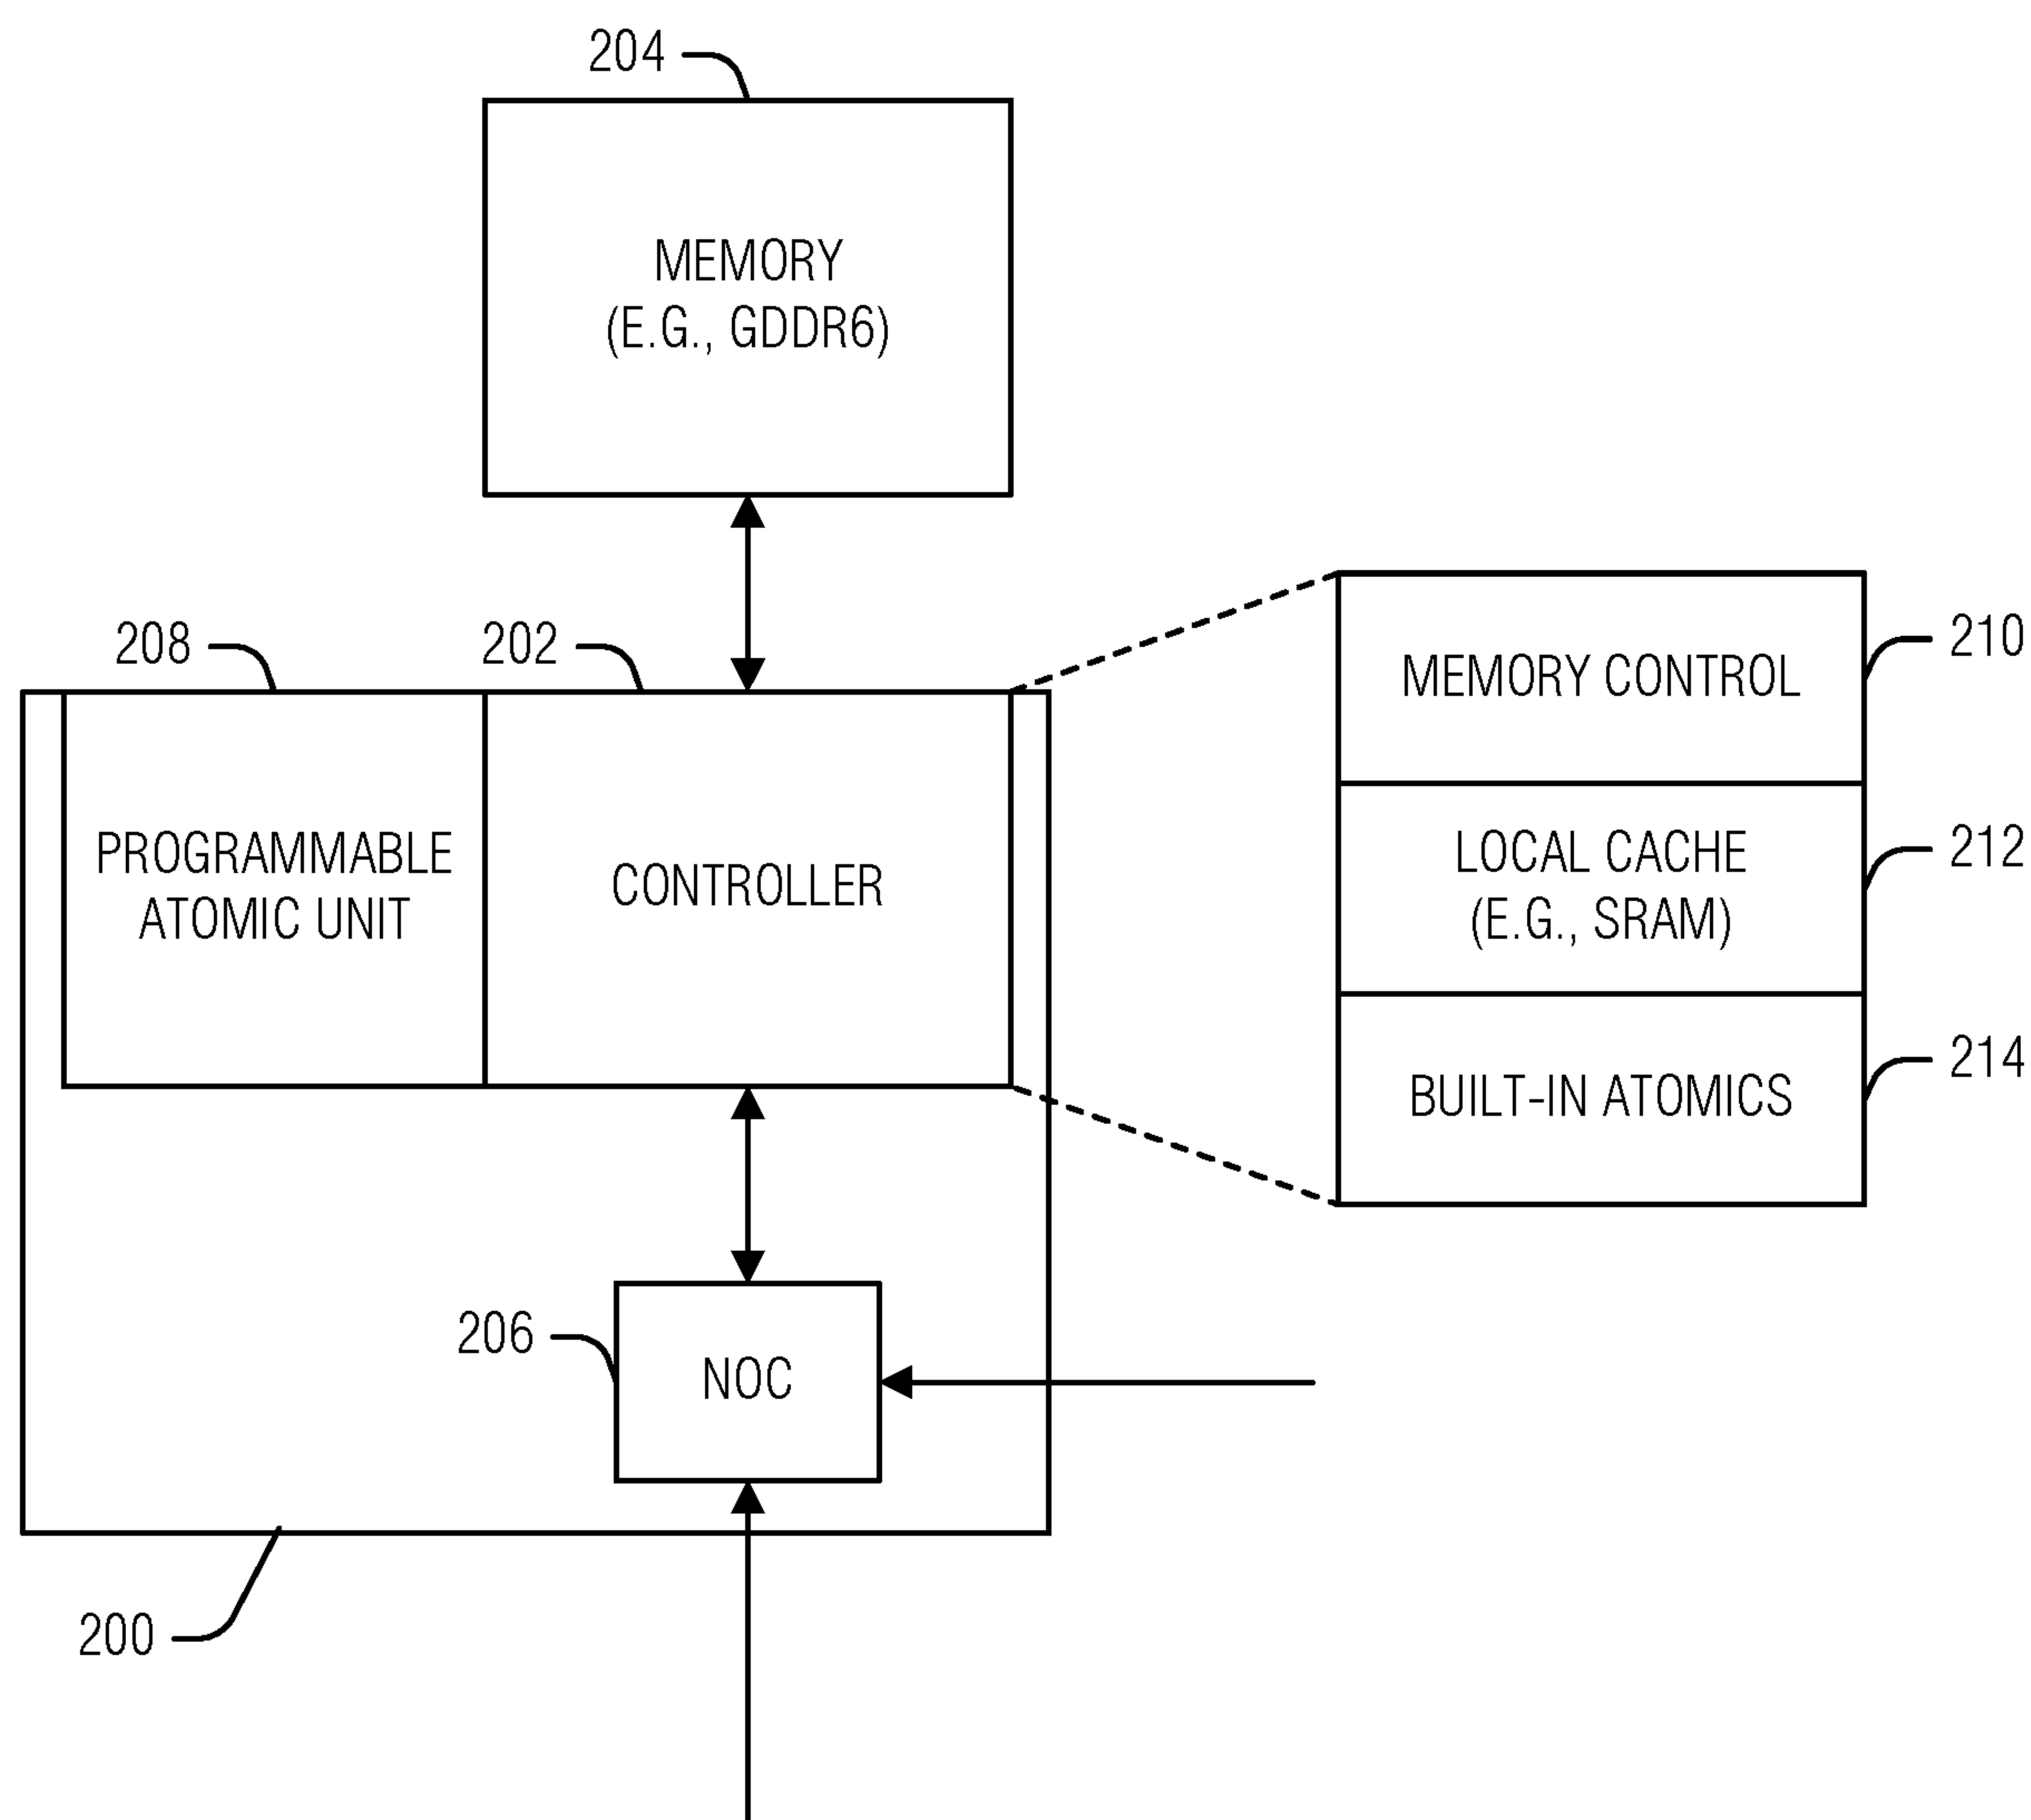 204
MEMORY
(E.G., GDDR6)
208
202
210
MEMORY CONTROL
PROGRAMMABLE
ATOMIC UNIT
CONTROLLER
LOCAL CACHE
(E.G., SRAM)
212
BUILT-IN ATOMICS
214
206
NOC
200